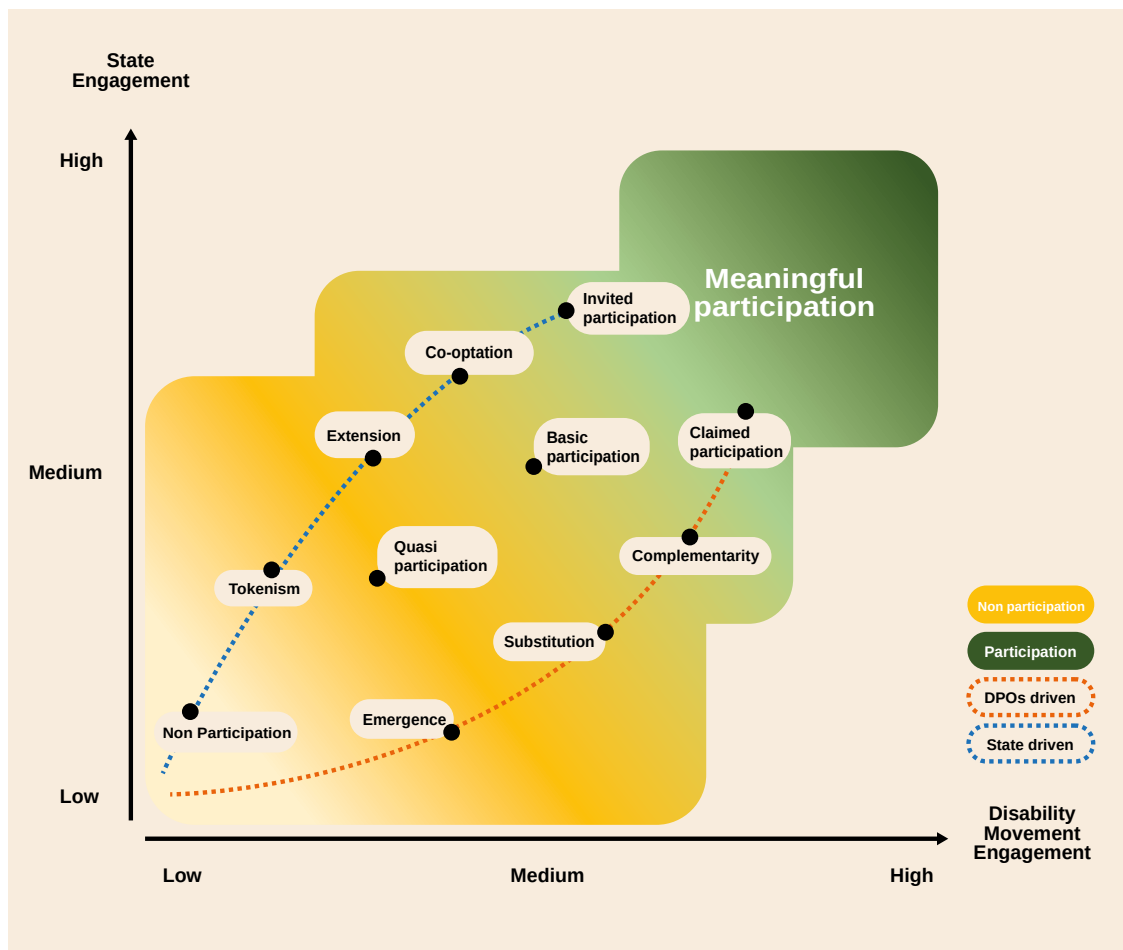 State
Engagement
High
Meaningful
participation
Invited
participation
Co-optation
Extension
Basic
participation
Claimed
participation
Medium
Quasi
participation
Complementarity
Tokenism
Non participation
Substitution
Participation
DPOs driven
Emergence
Non Participation
State driven
Low
Disability
Movement
Engagement
Low
Medium
High